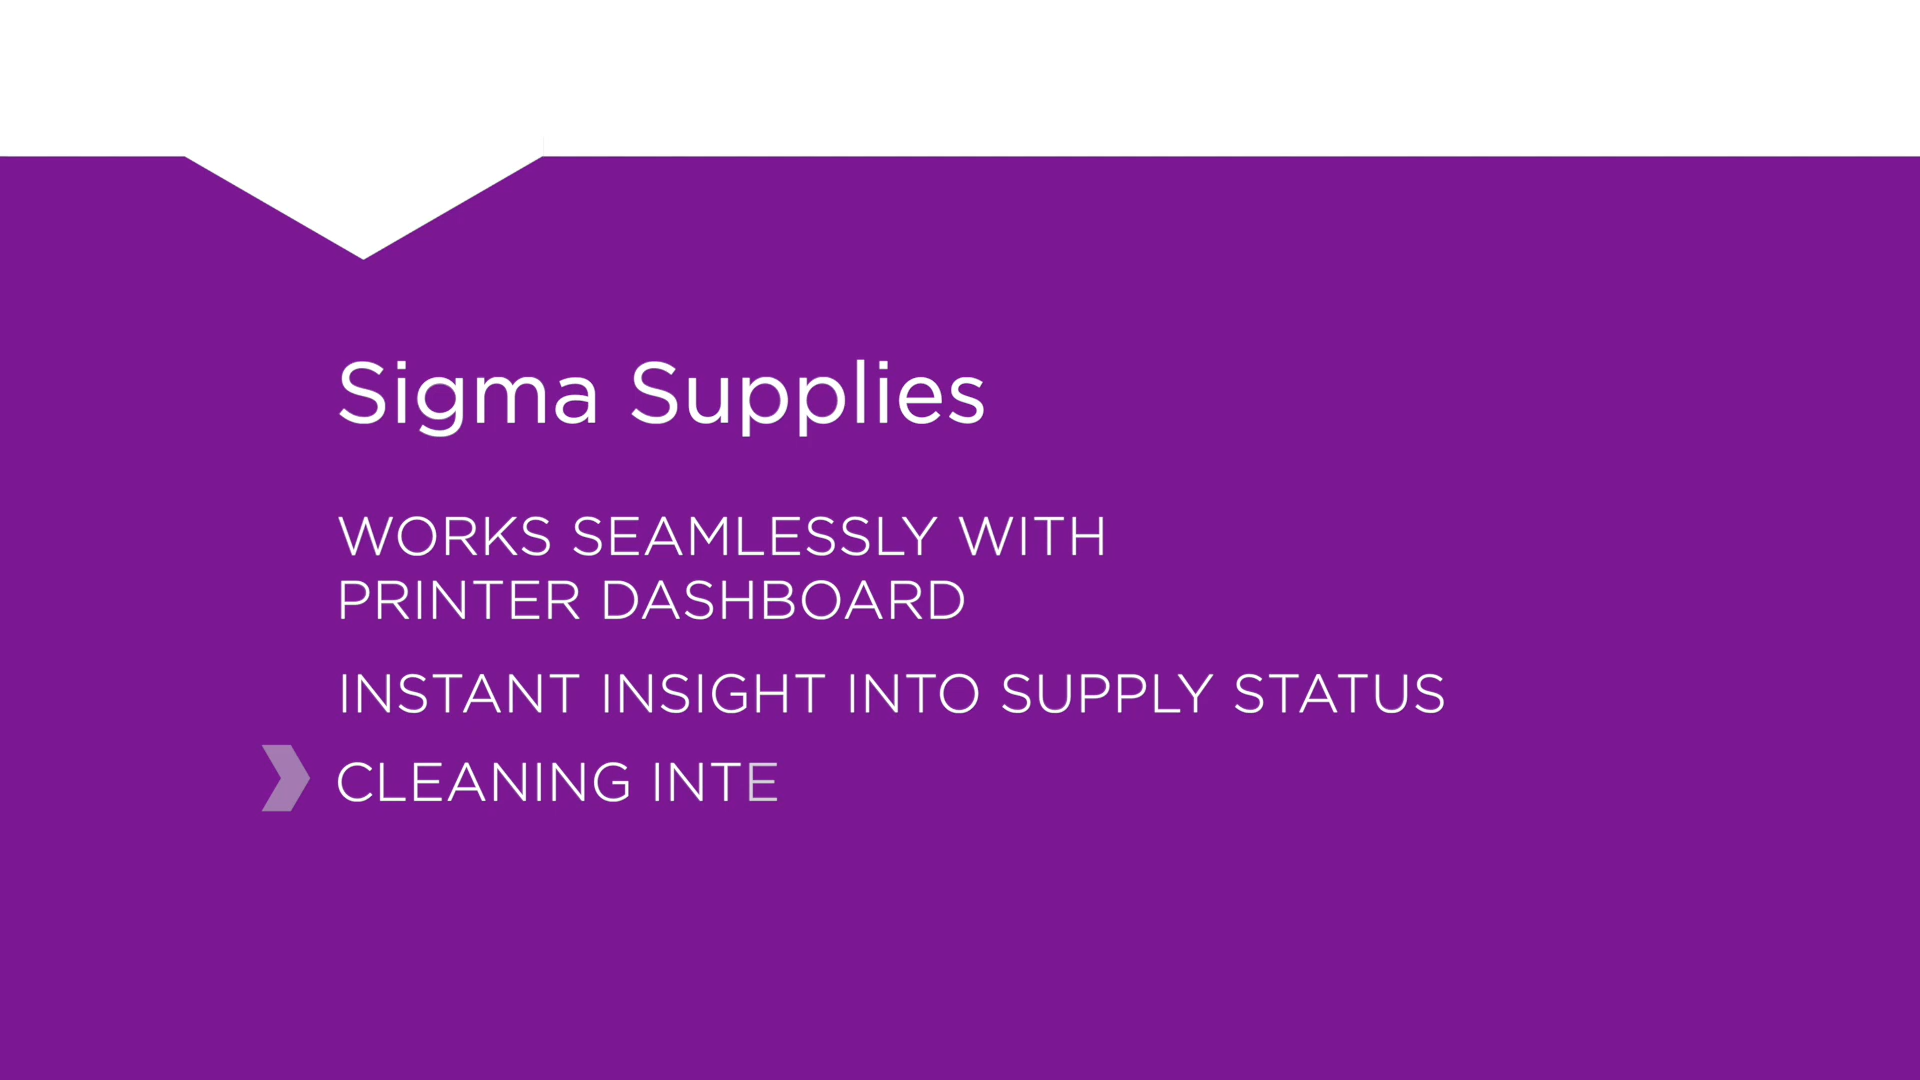 Sigma Supplies
WORKS SEAMLESSLY WITH
PRINTER DASHBOARD
INSTANT INSIGHT INTO SUPPLY STATUS
CLEANING INTE